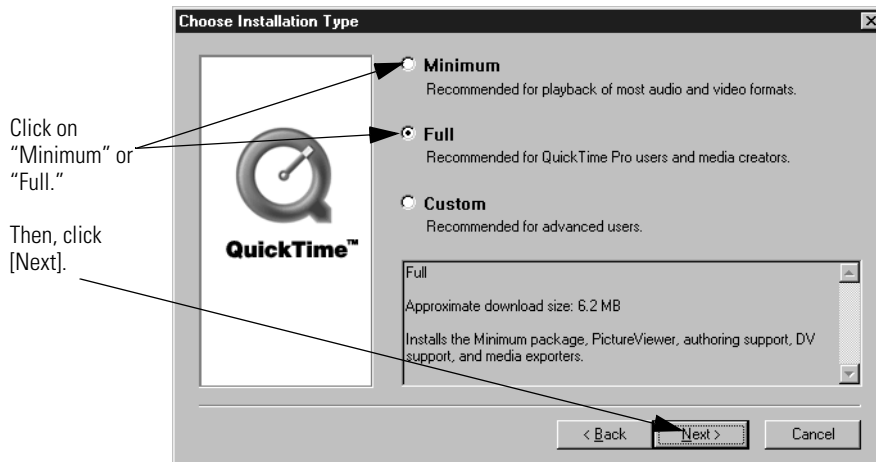 Choose Installation Type
Click on
“Minimum” or
“Full.”
Then, click
[Next].
QuickTime™
Minimum
Recommended for playback of most audio and video formats.
Full
Recommended for QuickTime Pro users and media creators.
Custom
Recommended for advanced users.
Full
Approximate download size: 6.2 MB
Installs the Minimum package, PictureViewer, authoring support, DV
support, and media exporters.
< Back
Next >
Cancel